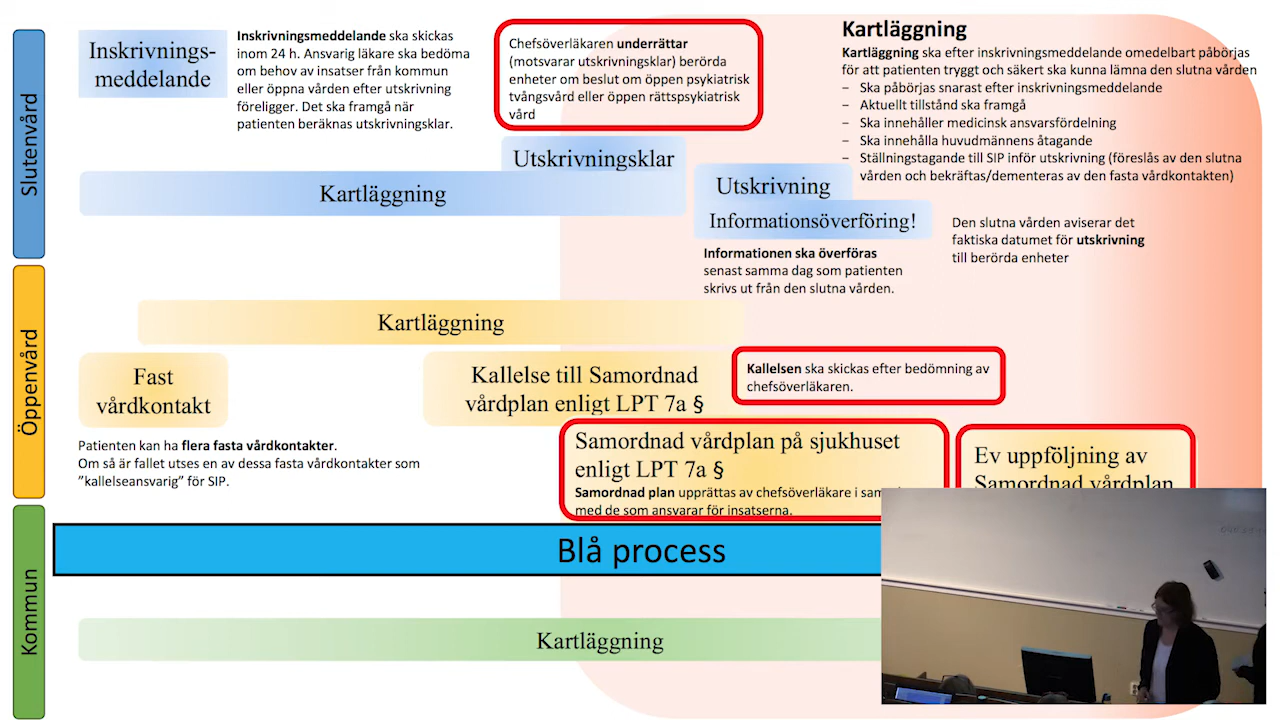 Slutenvård
Inskrivnings-
meddelande
Inskrivningsmeddelande ska skickas
inom 24 h. Ansvarig läkare ska bedöma
om behov av insatser från kommun
eller öppna vården efter utskrivning
föreligger. Det ska framgå när
patienten beräknas utskrivningsklar.
Chefsöverläkaren underrättar
(motsvarar utskrivningsklar) berörda
enheter om beslut om öppen psykiatrisk
tvångsvård eller öppen rättspsykiatrisk
vård
Kartläggning
Kartläggning ska efter inskrivningsmeddelande omedelbart påbörjas
för att patienten tryggt och säkert ska kunna lämna den slutna vården
– Ska påbörjas snarast efter inskrivningsmeddelande
– Aktuellt tillstånd ska framgå
– Ska innehåller medicinsk ansvarsfördelning
– Ska innehålla huvudmännens åtagande
– Ställningstagande till SIP inför utskrivning (föreslås av den slutna
vården och bekräftas/dementeras av den fasta vårdkontakten)
Utskrivningsklar
Kartläggning
Utskrivning
Informationsöverföring!
Informationen ska överföras
senast samma dag som patienten
skrivs ut från den slutna vården.
Den slutna vården aviserar det
faktiska datumet för utskrivning
till berörda enheter
Öppenvård
Kartläggning
Fast
vårdkontakt
Patienten kan ha flera fasta vårdkontakter.
Om så är fallet utses en av dessa fasta vårdkontakter som
”kallelseansvarig” för SIP.
Kallelse till Samordnad
vårdplan enligt LPT 7a §
Kallelsen ska skickas efter bedömning av
chefsöverläkaren.
Samordnad vårdplan på sjukhuset
enligt LPT 7a §
Samordnad plan upprättas av chefsöverläkare i
med de som ansvarar för insatserna.
Ev uppföljning av
Samordnad vårdplan
Kommun
Blå process
Kartläggning